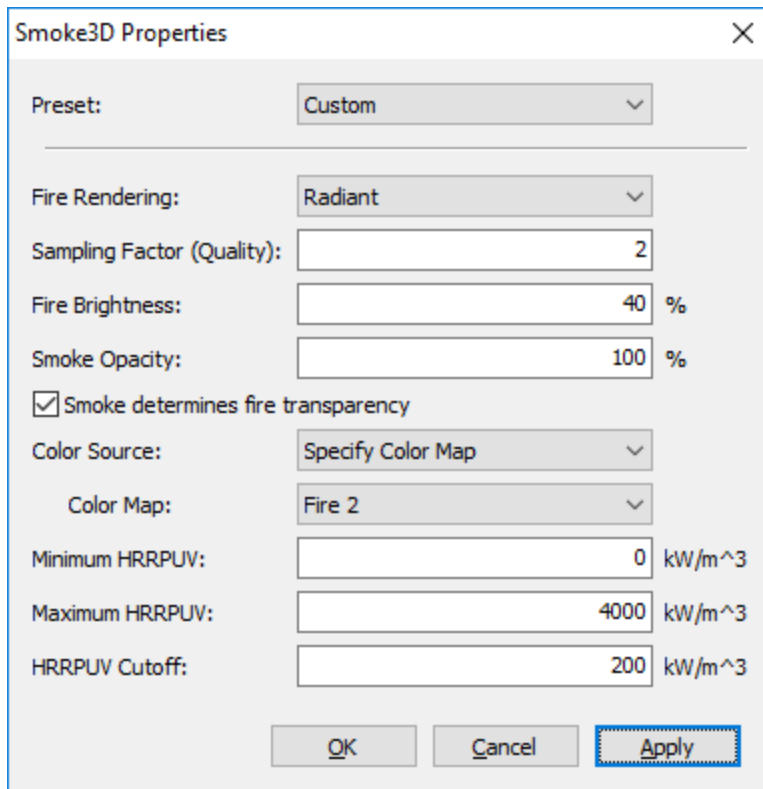 Smoke3D Properties
Preset: Custom
Fire Rendering: Radiant
Sampling Factor (Quality): 2
Fire Brightness: 40 %
Smoke Opacity: 100 %
Smoke determines fire transparency
Color Source: Specify Color Map
Color Map: Fire 2
Minimum HRRPUV: 0 kW/m^3
Maximum HRRPUV: 4000 kW/m^3
HRRPUV Cutoff: 200 kW/m^3
OK Cancel Apply